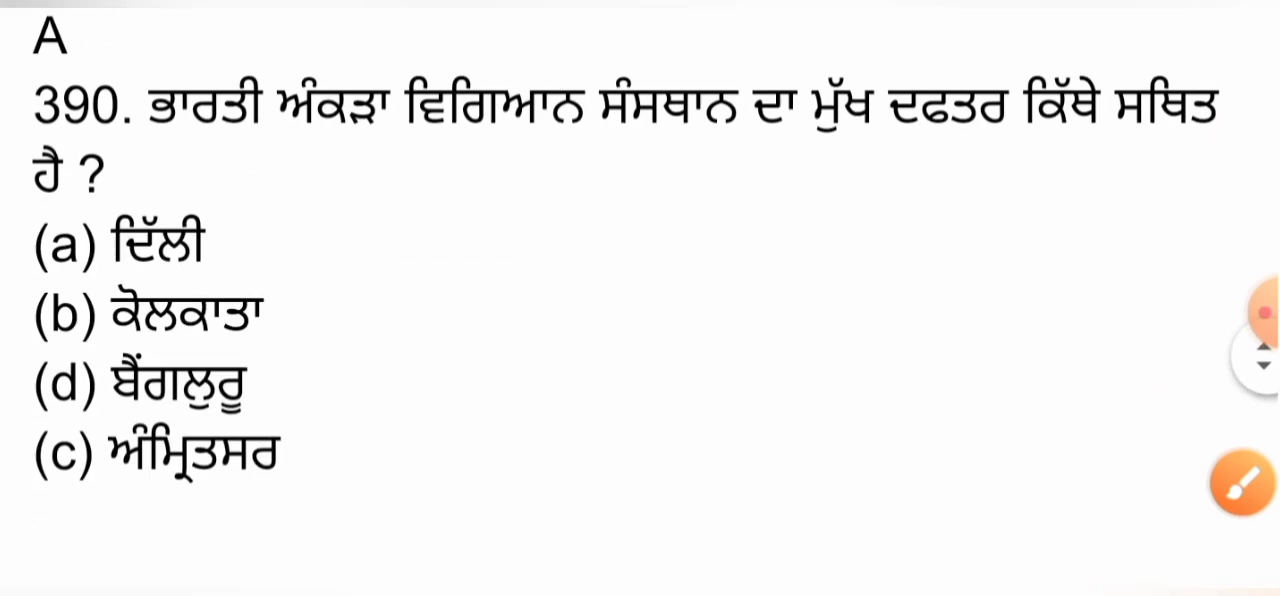 A
390. ਭਾਰਤੀ ਅੰਕੜਾ ਵਿਗਿਆਨ ਸੰਸਥਾਨ ਦਾ ਮੁੱਖ ਦਫਤਰ ਕਿੱਥੇ ਸਥਿਤ
ਹੈ ?
(a) ਦਿੱਲੀ
(b) ਕੋਲਕਾਤਾ
(d) ਬੈਂਗਲੁਰੂ
(c) ਅੰਮ੍ਰਿਤਸਰ